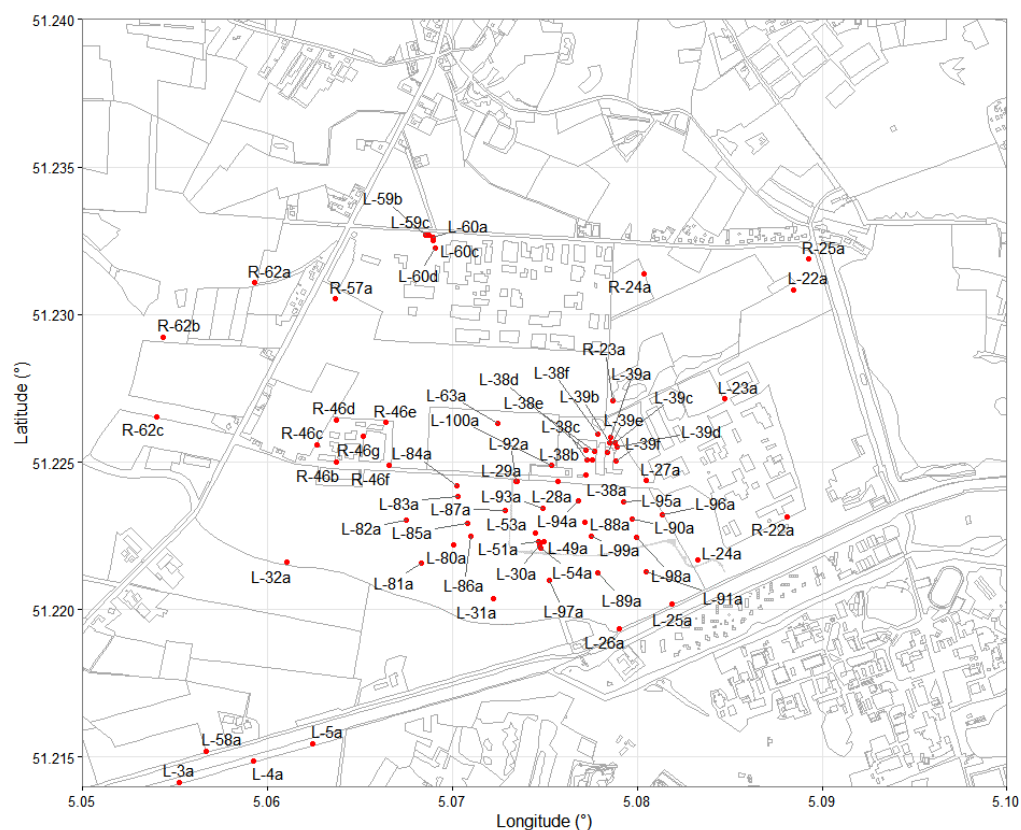 51.240
51.235
51.230
51.225
51.220
51.215
Latitude (°)
L-59b
L-59c
L-60a
L-60c
L-60d
R-25a
R-62a
R-57a
R-24a
L-22a
R-62b
R-23a
L-38f
L-39a
L-38d
L-39b
L-23a
L-63a
L-38e
L-39c
R-46d
R-46e
L-100a
L-39e
L-39d
R-62c
R-46c
L-38c
L-92a
L-39f
R-46g
L-84a
L-38b
R-46b
R-46f
L-29a
L-27a
L-83a
L-93a
L-28a
L-38a
L-95a
L-96a
L-87a
L-82a
L-85a
L-53a
L-94a
L-88a
L-90a
R-22a
L-80a
L-51a
L-49a
L-99a
L-24a
L-32a
L-81a
L-86a
L-30a
L-54a
L-98a
L-31a
L-97a
L-89a
L-91a
L-25a
L-26a
L-58a
L-5a
L-3a
L-4a
5.05
5.06
5.07
5.08
5.09
5.10
Longitude (°)